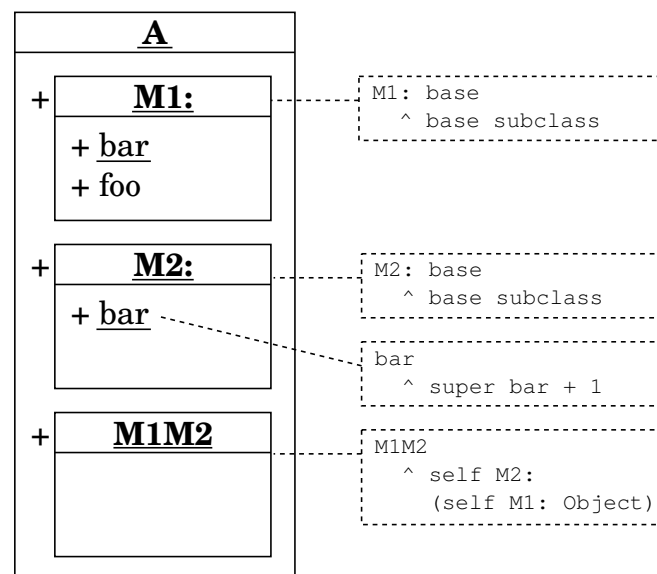 A
+ M1:
+ bar
+ foo
M1: base
^ base subclass
+ M2:
+ bar
M2: base
^ base subclass
bar
^ super bar + 1
+ M1M2
M1M2
^ self M2:
(self M1: Object)